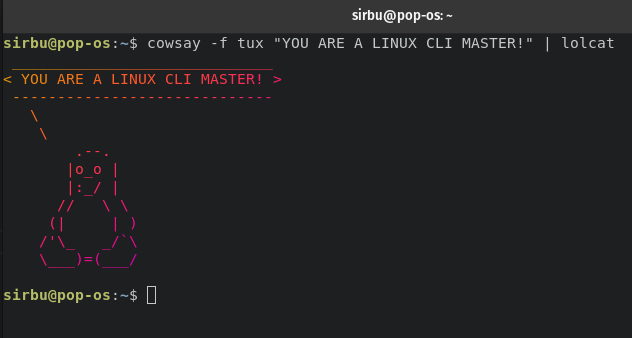 sirbu@pop-os: ~
sirbu@pop-os:~$ cowsay -f tux "YOU ARE A LINUX CLI MASTER!" | lolcat
 _____________________________
< YOU ARE A LINUX CLI MASTER! >
 -----------------------------
   \
    \
        .--.
       |o_o |
       |:_/ |
      //   \ \
     (|     | )
    /'\_   _/`\
    \___)=(___/

sirbu@pop-os:~$